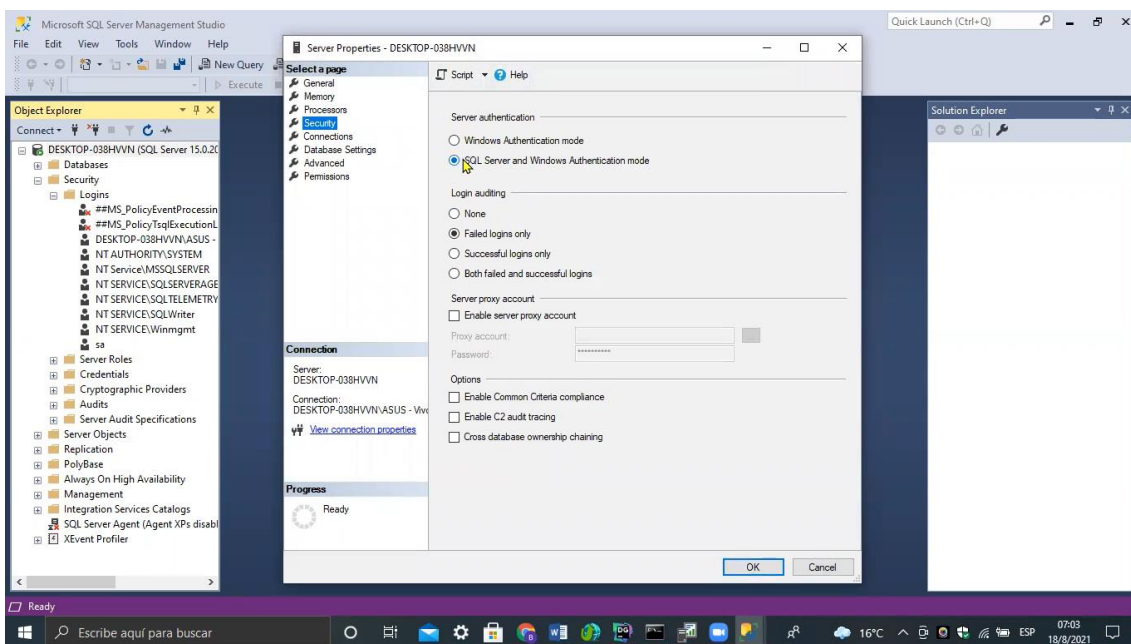 Microsoft SQL Server Management Studio
Quick Launch (Ctrl+Q)
File Edit View Tools Window Help
New Query
Execute
Object Explorer
Connect
DESKTOP-038HVVN (SQL Server 15.0.20
Databases
Security
Logins
##MS_PolicyEventProcessin
##MS_PolicyTsqlExecutionL
DESKTOP-038HVVN\ASUS -
NT AUTHORITY\SYSTEM
NT Service\MSSQLSERVER
NT SERVICE\SQLSERVERAGE
NT SERVICE\SQLTELEMETRY
NT SERVICE\SQLWriter
NT SERVICE\Winmgmt
sa
Server Roles
Credentials
Cryptographic Providers
Audits
Server Audit Specifications
Server Objects
Replication
PolyBase
Always On High Availability
Management
Integration Services Catalogs
SQL Server Agent (Agent XPs disabl
XEvent Profiler
Server Properties - DESKTOP-038HVVN
Select a page
General
Memory
Processors
Security
Connections
Database Settings
Advanced
Permissions
Connection
Server:
DESKTOP-038HVVN
Connection:
DESKTOP-038HVVN\ASUS - Vivo
View connection properties
Progress
Ready
Script Help
Server authentication
Windows Authentication mode
SQL Server and Windows Authentication mode
Login auditing
None
Failed logins only
Successful logins only
Both failed and successful logins
Server proxy account
Enable server proxy account
Proxy account:
Password: **********
Options
Enable Common Criteria compliance
Enable C2 audit tracing
Cross database ownership chaining
OK Cancel
Solution Explorer
Ready
Escribe aquí para buscar
16°C ESP 07:03
18/8/2021